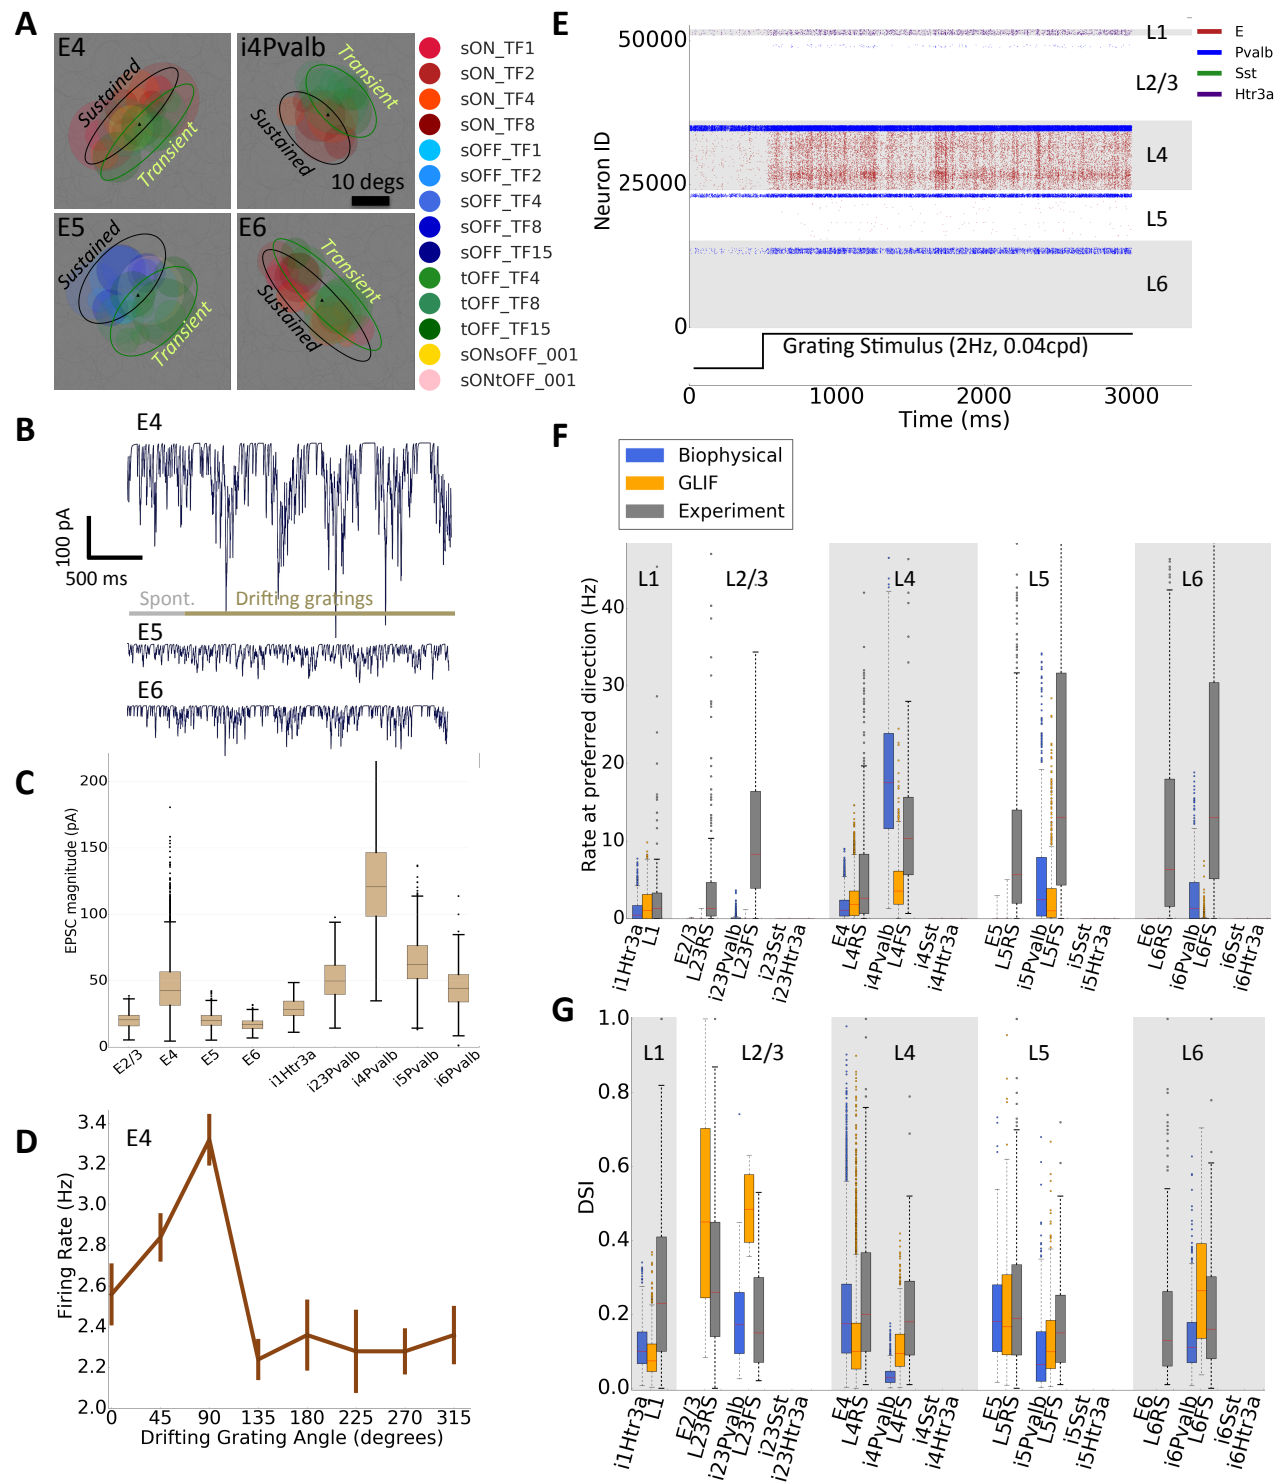 A
E4
Sustained
Transient
i4Pvalb
Transient
Sustained
10 degs
E5
Sustained
Transient
E6
Transient
Sustained
sON_TF1
sON_TF2
sON_TF4
sON_TF8
sOFF_TF1
sOFF_TF2
sOFF_TF4
sOFF_TF8
sOFF_TF15
tOFF_TF4
tOFF_TF8
tOFF_TF15
sONsOFF_001
sONtOFF_001
B
E4
100 pA
500 ms
Spont.
Drifting gratings
E5
E6
C
EPSC magnitude (pA)
200
150
100
50
0
E2/3
E4
E5
E6
i1Htr3a
i23Pvalb
i4Pvalb
i5Pvalb
i6Pvalb
D
E4
Firing Rate (Hz)
3.4
3.2
3.0
2.8
2.6
2.4
2.2
2.0
0 45 90 135 180 225 270 315
Drifting Grating Angle (degrees)
E
Neuron ID
50000
25000
0
L1
L2/3
L4
L5
L6
E
Pvalb
Sst
Htr3a
Grating Stimulus (2Hz, 0.04cpd)
0 1000 2000 3000
Time (ms)
F
Biophysical
GLIF
Experiment
Rate at preferred direction (Hz)
40
30
20
10
0
L1 L2/3 L4 L5 L6
i1Htr3a
L1
E2/3
L23RS
i23Pvalb
L23FS
i23Sst
i23Htr3a
E4
L4RS
i4Pvalb
L4FS
i4Sst
i4Htr3a
E5
L5RS
i5Pvalb
L5FS
i5Sst
i5Htr3a
E6
L6RS
i6Pvalb
L6FS
i6Sst
i6Htr3a
G
DSI
1.0
0.8
0.6
0.4
0.2
0.0
L1 L2/3 L4 L5 L6
i1Htr3a
L1
E2/3
L23RS
i23Pvalb
L23FS
i23Sst
i23Htr3a
E4
L4RS
i4Pvalb
L4FS
i4Sst
i4Htr3a
E5
L5RS
i5Pvalb
L5FS
i5Sst
i5Htr3a
E6
L6RS
i6Pvalb
L6FS
i6Sst
i6Htr3a